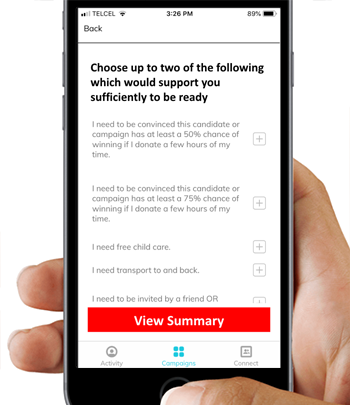 TELCEL 3:26 PM 89%
Back
Choose up to two of the following
which would support you
sufficiently to be ready
I need to be convinced this candidate or
campaign has at least a 50% chance of
winning if I donate a few hours of my
time.
I need to be convinced this candidate or
campaign has at least a 75% chance of
winning if I donate a few hours of my
time.
I need free child care.
I need transport to and back.
I need to be invited by a friend OR
View Summary
Activity Campaigns Connect